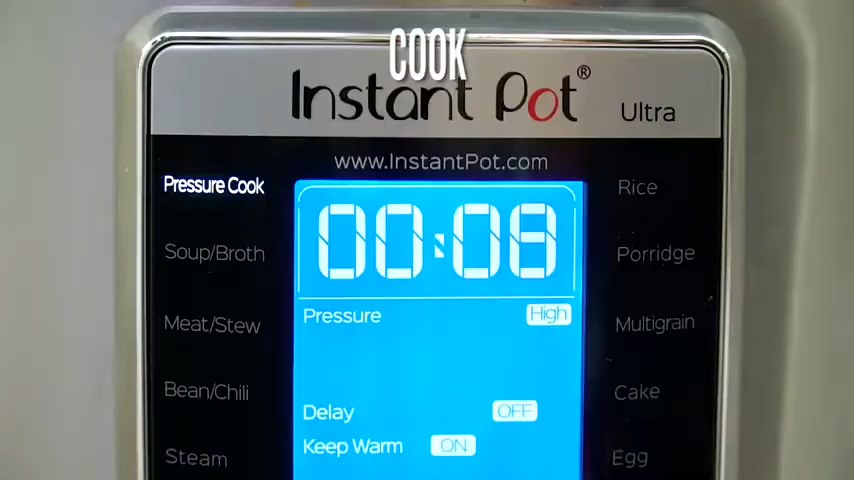 COOK
Instant Pot®
Ultra
www.InstantPot.com
Pressure Cook
Soup/Broth
Meat/Stew
Bean/Chili
Steam
00:08
Pressure High
Delay OFF
Keep Warm ON
Rice
Porridge
Multigrain
Cake
Egg